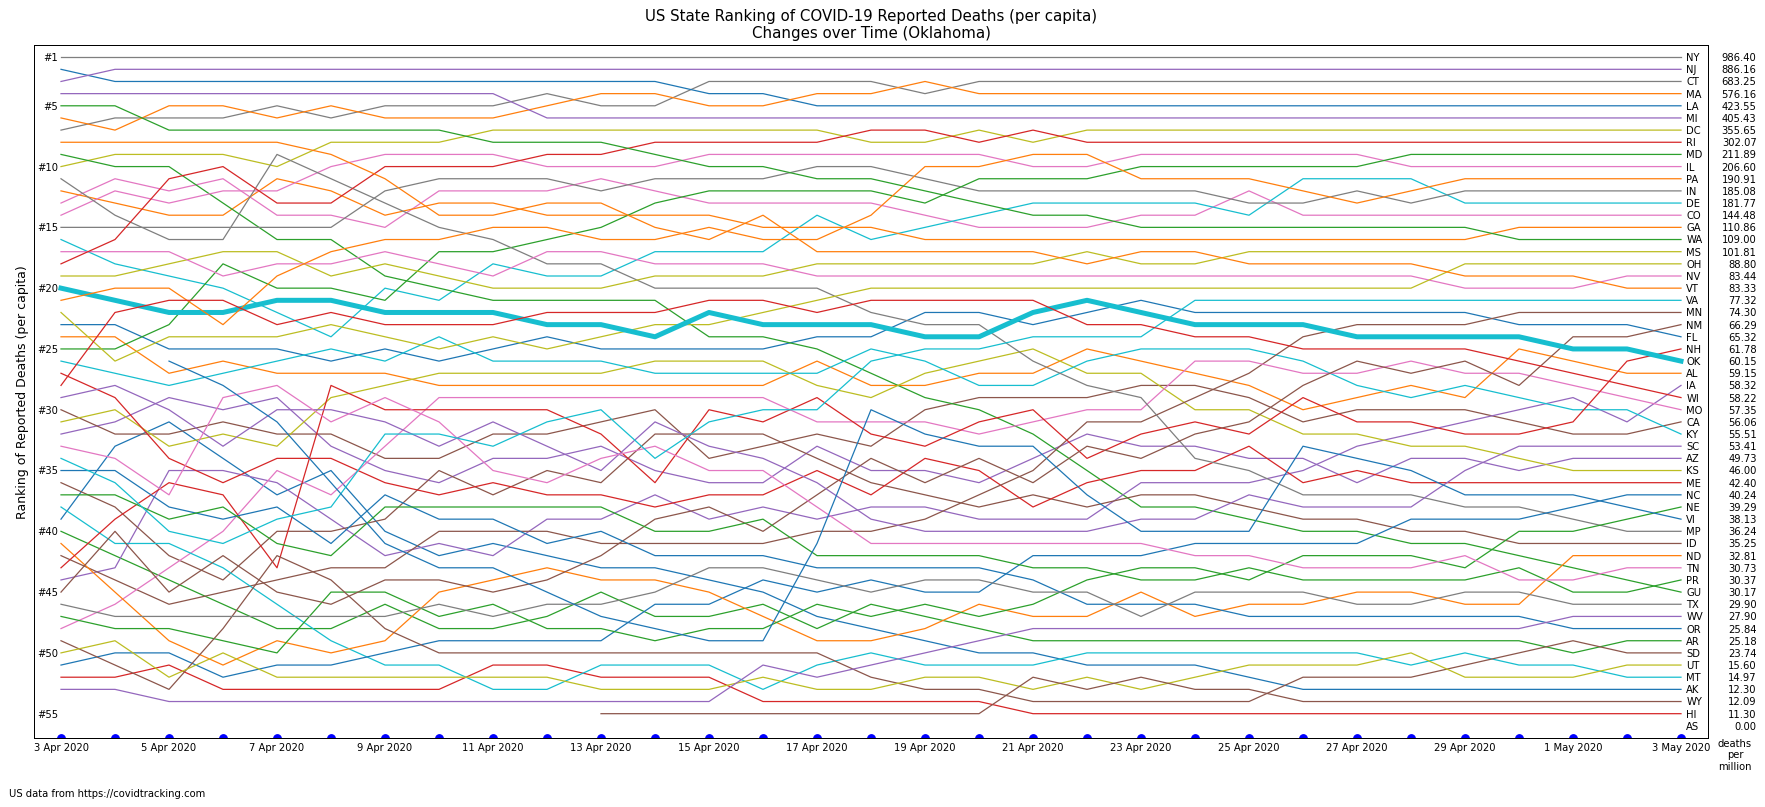 US State Ranking of COVID-19 Reported Deaths (per capita)
Changes over Time (Oklahoma)
Ranking of Reported Deaths (per capita)
#1
#5
#10
#15
#20
#25
#30
#35
#40
#45
#50
#55
NY 986.40
NJ 886.16
CT 683.25
MA 576.16
LA 423.55
MI 405.43
DC 355.65
RI 302.07
MD 211.89
IL 206.60
PA 190.91
IN 185.08
DE 181.77
CO 144.48
GA 110.86
WA 109.00
MS 101.81
OH 88.80
NV 83.44
VT 83.33
VA 77.32
MN 74.30
NM 66.29
FL 65.32
NH 61.78
OK 60.15
AL 59.15
IA 58.32
WI 58.22
MO 57.35
CA 56.06
KY 55.51
SC 53.41
AZ 49.73
KS 46.00
ME 42.40
NC 40.24
NE 39.29
VI 38.13
MP 36.24
ID 35.25
ND 32.81
TN 30.73
PR 30.37
GU 30.17
TX 29.90
WV 27.90
OR 25.84
AR 25.18
SD 23.74
UT 15.60
MT 14.97
AK 12.30
WY 12.09
HI 11.30
AS 0.00
3 Apr 2020 5 Apr 2020 7 Apr 2020 9 Apr 2020 11 Apr 2020 13 Apr 2020 15 Apr 2020 17 Apr 2020 19 Apr 2020 21 Apr 2020 23 Apr 2020 25 Apr 2020 27 Apr 2020 29 Apr 2020 1 May 2020 3 May 2020
deaths
per
million
US data from https://covidtracking.com